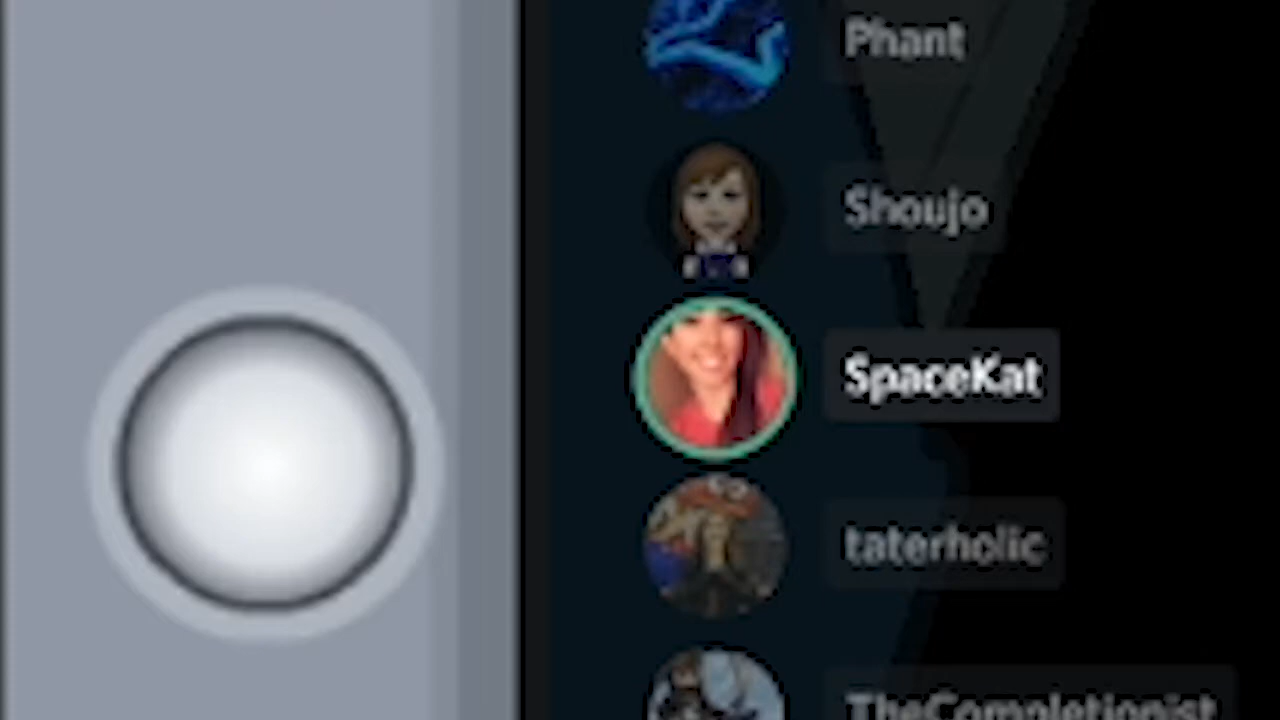 Phant
Shoujo
SpaceKat
taterholic
TheCompletionist